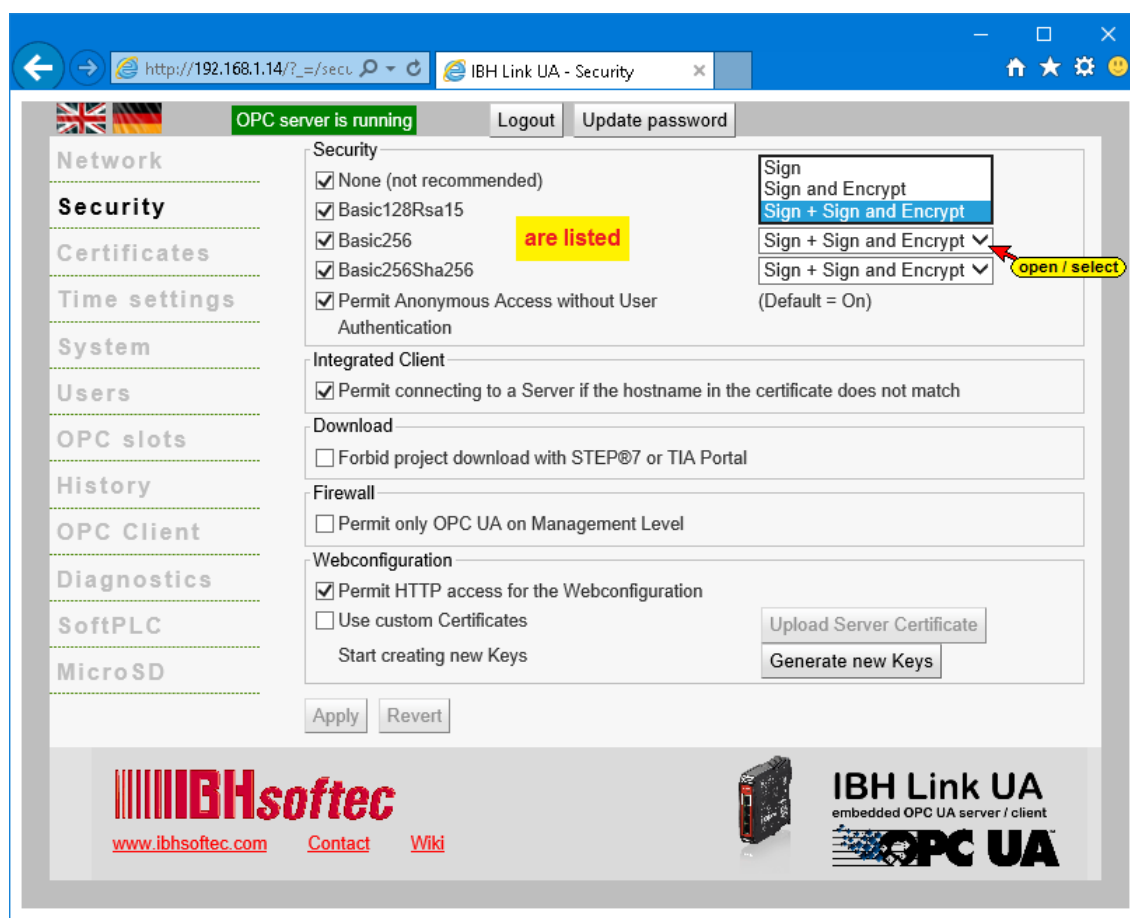 http://192.168.1.14/?_=/secu
IBH Link UA - Security
OPC server is running
Logout
Update password
Network
Security
Certificates
Time settings
System
Users
OPC slots
History
OPC Client
Diagnostics
SoftPLC
MicroSD
Security
None (not recommended)
Sign
Sign and Encrypt
Basic128Rsa15
Sign + Sign and Encrypt
Basic256
are listed
Sign + Sign and Encrypt
open / select
Basic256Sha256
Sign + Sign and Encrypt
Permit Anonymous Access without User
Authentication
(Default = On)
Integrated Client
Permit connecting to a Server if the hostname in the certificate does not match
Download
Forbid project download with STEP®7 or TIA Portal
Firewall
Permit only OPC UA on Management Level
Webconfiguration
Permit HTTP access for the Webconfiguration
Use custom Certificates
Upload Server Certificate
Start creating new Keys
Generate new Keys
Apply
Revert
IBHsoftec
www.ibhsoftec.com
Contact
Wiki
IBH Link UA
embedded OPC UA server / client
OPC UA